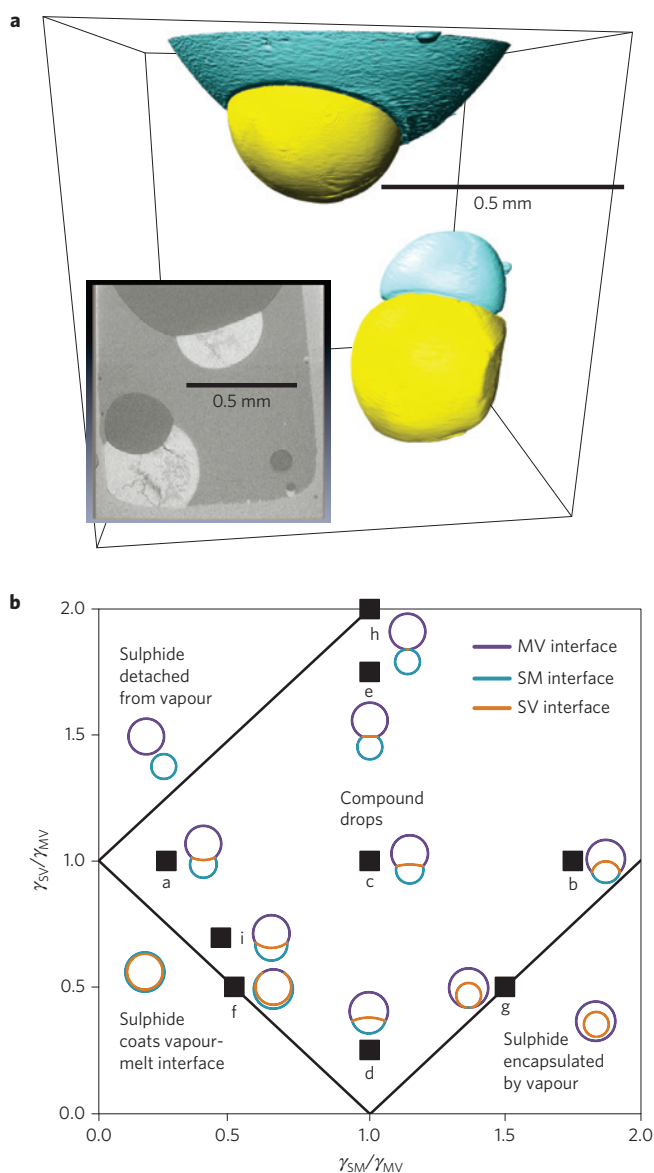 a
0.5 mm
0.5 mm
b
2.0
1.5
1.0
0.5
0.0
γSV/γMV
Sulphide
detached
from vapour
h
e
MV interface
SM interface
SV interface
Compound
drops
a
c
b
i
f
g
d
Sulphide
coats vapour-
melt interface
Sulphide
encapsulated
by vapour
0.0
0.5
1.0
1.5
2.0
γSM/γMV